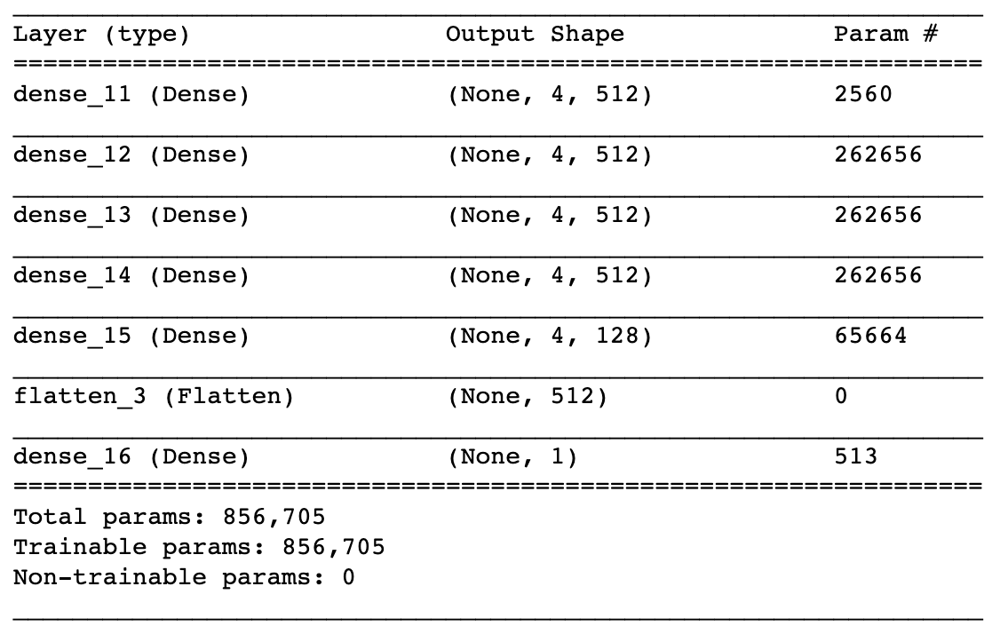 Layer (type) Output Shape Param #
=================================================================
dense_11 (Dense) (None, 4, 512) 2560
dense_12 (Dense) (None, 4, 512) 262656
dense_13 (Dense) (None, 4, 512) 262656
dense_14 (Dense) (None, 4, 512) 262656
dense_15 (Dense) (None, 4, 128) 65664
flatten_3 (Flatten) (None, 512) 0
dense_16 (Dense) (None, 1) 513
=================================================================
Total params: 856,705
Trainable params: 856,705
Non-trainable params: 0